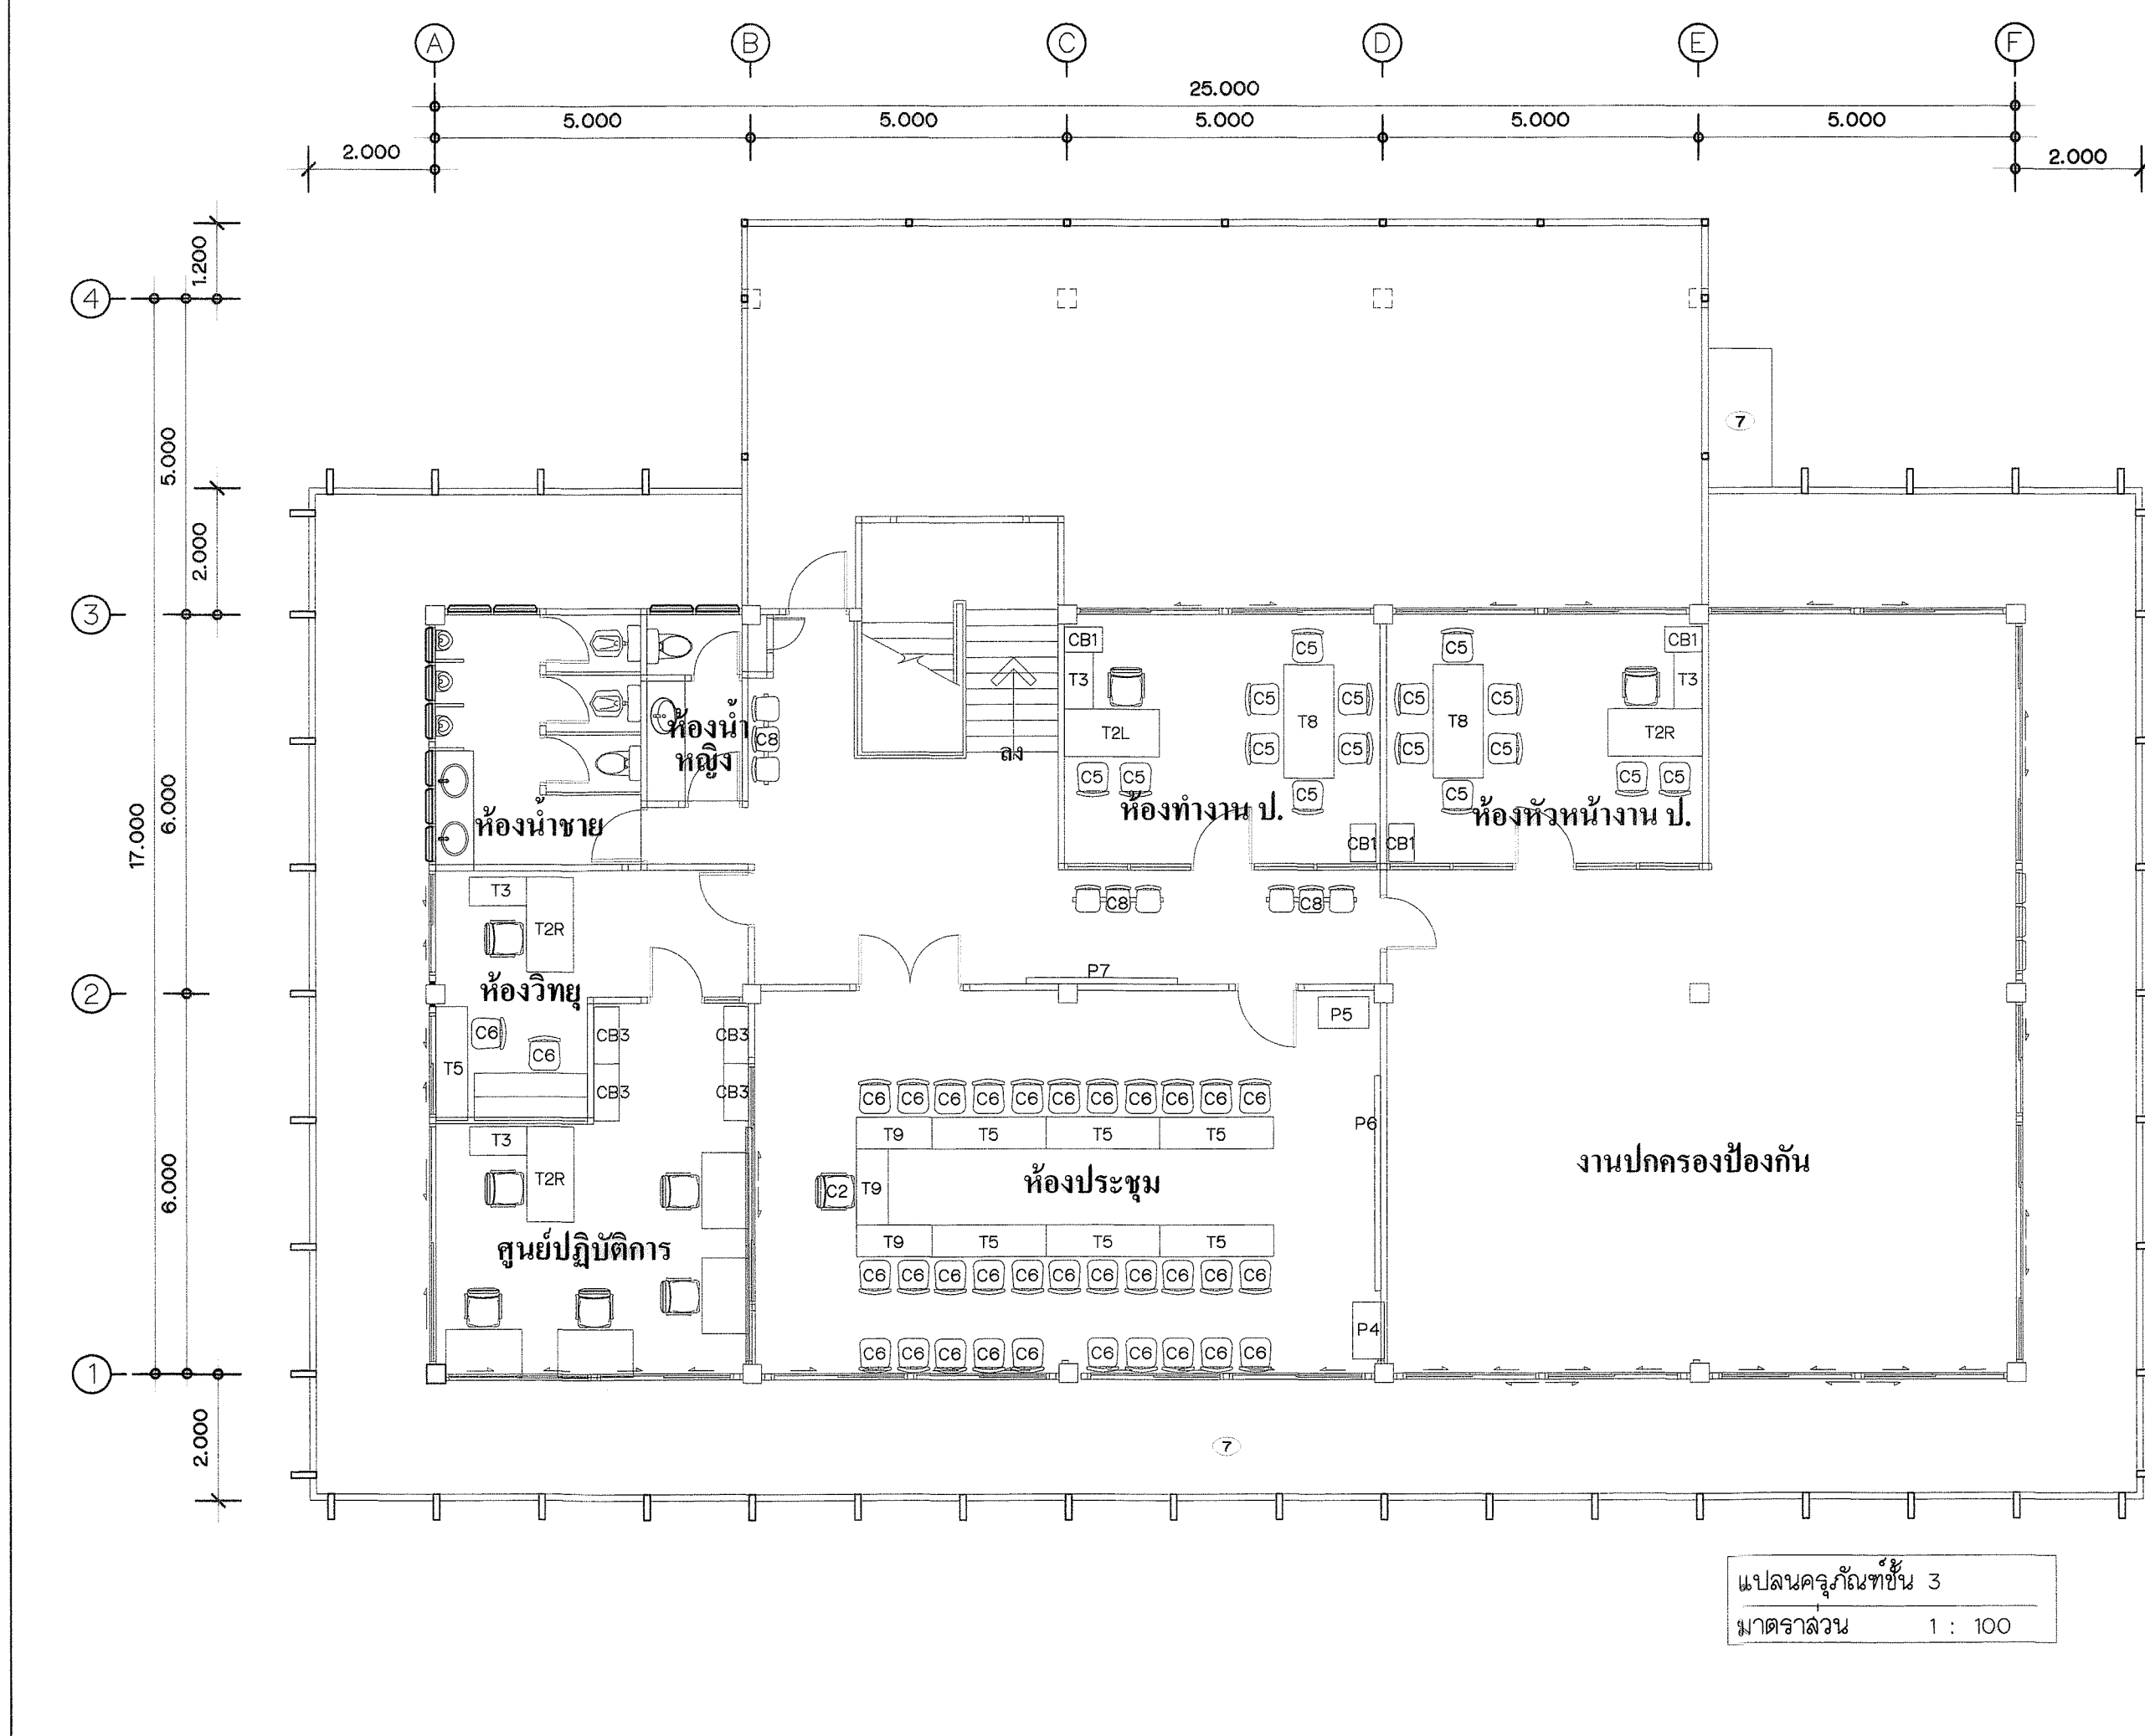 A B C D E F
25.000
5.000 5.000 5.000 5.000 5.000
2.000 2.000
1.200
4
5.000
7
2.000
3
CB1 C5 C5 CB1
T3 T3
C5 C5 C5 C5
T8 T8
ห้องน้ำ
หญิง
C8
T2L T2R
ลง
C5 C5 C5 C5
C5 C5 C5 C5
C5 C5
6.000
17.000
ห้องน้ำชาย
ห้องทำงาน ป.
ห้องหัวหน้างาน ป.
CB1 CB1
T3
C8 C8
T2R
P7
2
ห้องวิทยุ
P5
C6 C6 CB3 CB3
T5 CB3 CB3
C6 C6 C6 C6 C6 C6 C6 C6 C6 C6 C6
P6
T3 T9 T5 T5 T5
6.000
T2R
C2 T9
ห้องประชุม
งานปกครองป้องกัน
T9 T5 T5 T5
ศูนย์ปฏิบัติการ
C6 C6 C6 C6 C6 C6 C6 C6 C6 C6 C6
P4
C6 C6 C6 C6 C6 C6 C6 C6 C6 C6
1
2.000
7
แปลนครุภัณฑ์ชั้น 3
มาตราส่วน 1 : 100